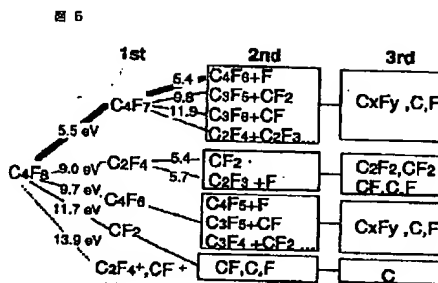 図 5
1st 2nd 3rd
5.4 C4F6+F
9.8 C3F5+CF2
C4F7 11.9 C3F6+CF CxFy,C,F
C2F4+C2F3...
5.5 eV
C4F8 9.0 eV C2F4 5.4 CF2 C2F2,CF2
5.7 C2F3+F CF,C,F
9.7 eV C4F6 C4F5+F
11.7 eV C3F5+CF CxFy,C,F
CF2 C3F4+CF2...
13.9 eV
C2F4+,CF+ CF,C,F C